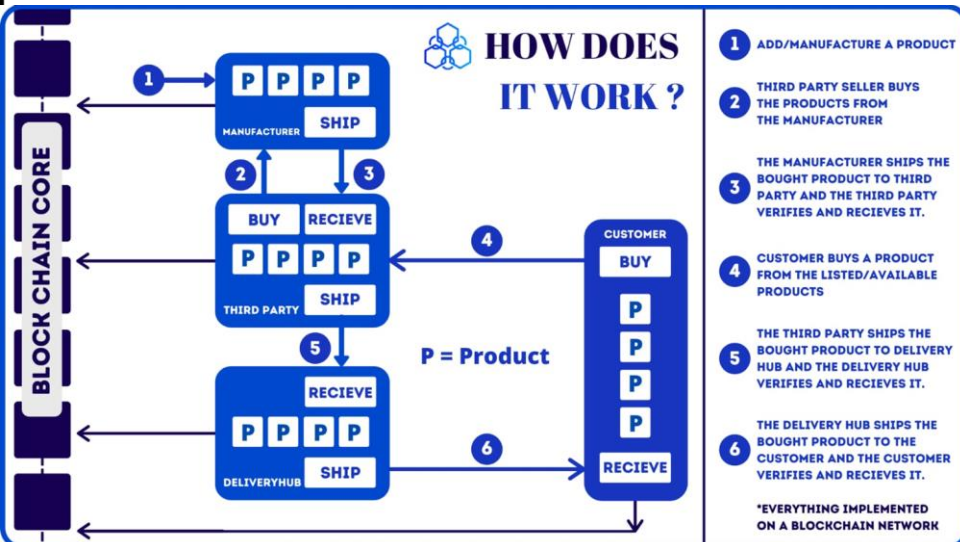 HOW DOES
IT WORK ?
BLOCK CHAIN CORE
1
P P P P
SHIP
MANUFACTURER
2
3
BUY RECIEVE
P P P P
SHIP
THIRD PARTY
4
5
P = Product
RECIEVE
P P P P
SHIP
DELIVERYHUB
6
CUSTOMER
BUY
P
P
P
P
RECIEVE
1 ADD/MANUFACTURE A PRODUCT
2 THIRD PARTY SELLER BUYS
THE PRODUCTS FROM
THE MANUFACTURER
3 THE MANUFACTURER SHIPS THE
BOUGHT PRODUCT TO THIRD
PARTY AND THE THIRD PARTY
VERIFIES AND RECIEVES IT.
4 CUSTOMER BUYS A PRODUCT
FROM THE LISTED/AVAILABLE
PRODUCTS
5 THE THIRD PARTY SHIPS THE
BOUGHT PRODUCT TO DELIVERY
HUB AND THE DELIVERY HUB
VERIFIES AND RECIEVES IT.
6 THE DELIVERY HUB SHIPS THE
BOUGHT PRODUCT TO THE
CUSTOMER AND THE CUSTOMER
VERIFIES AND RECIEVES IT.
*EVERYTHING IMPLEMENTED
ON A BLOCKCHAIN NETWORK